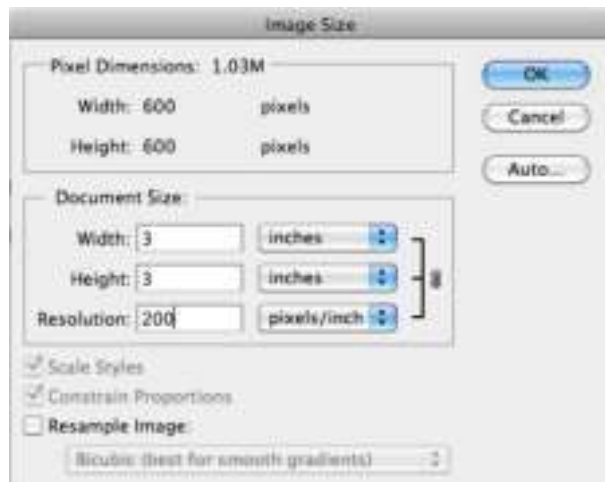 Image Size
Pixel Dimensions: 1.03M
Width: 600 pixels
Height: 600 pixels
OK
Cancel
Auto...
Document Size:
Width: 3 inches
Height: 3 inches
Resolution: 200 pixels/inch
Scale Styles
Constrain Proportions
Resample Image:
Bicubic (best for smooth gradients)